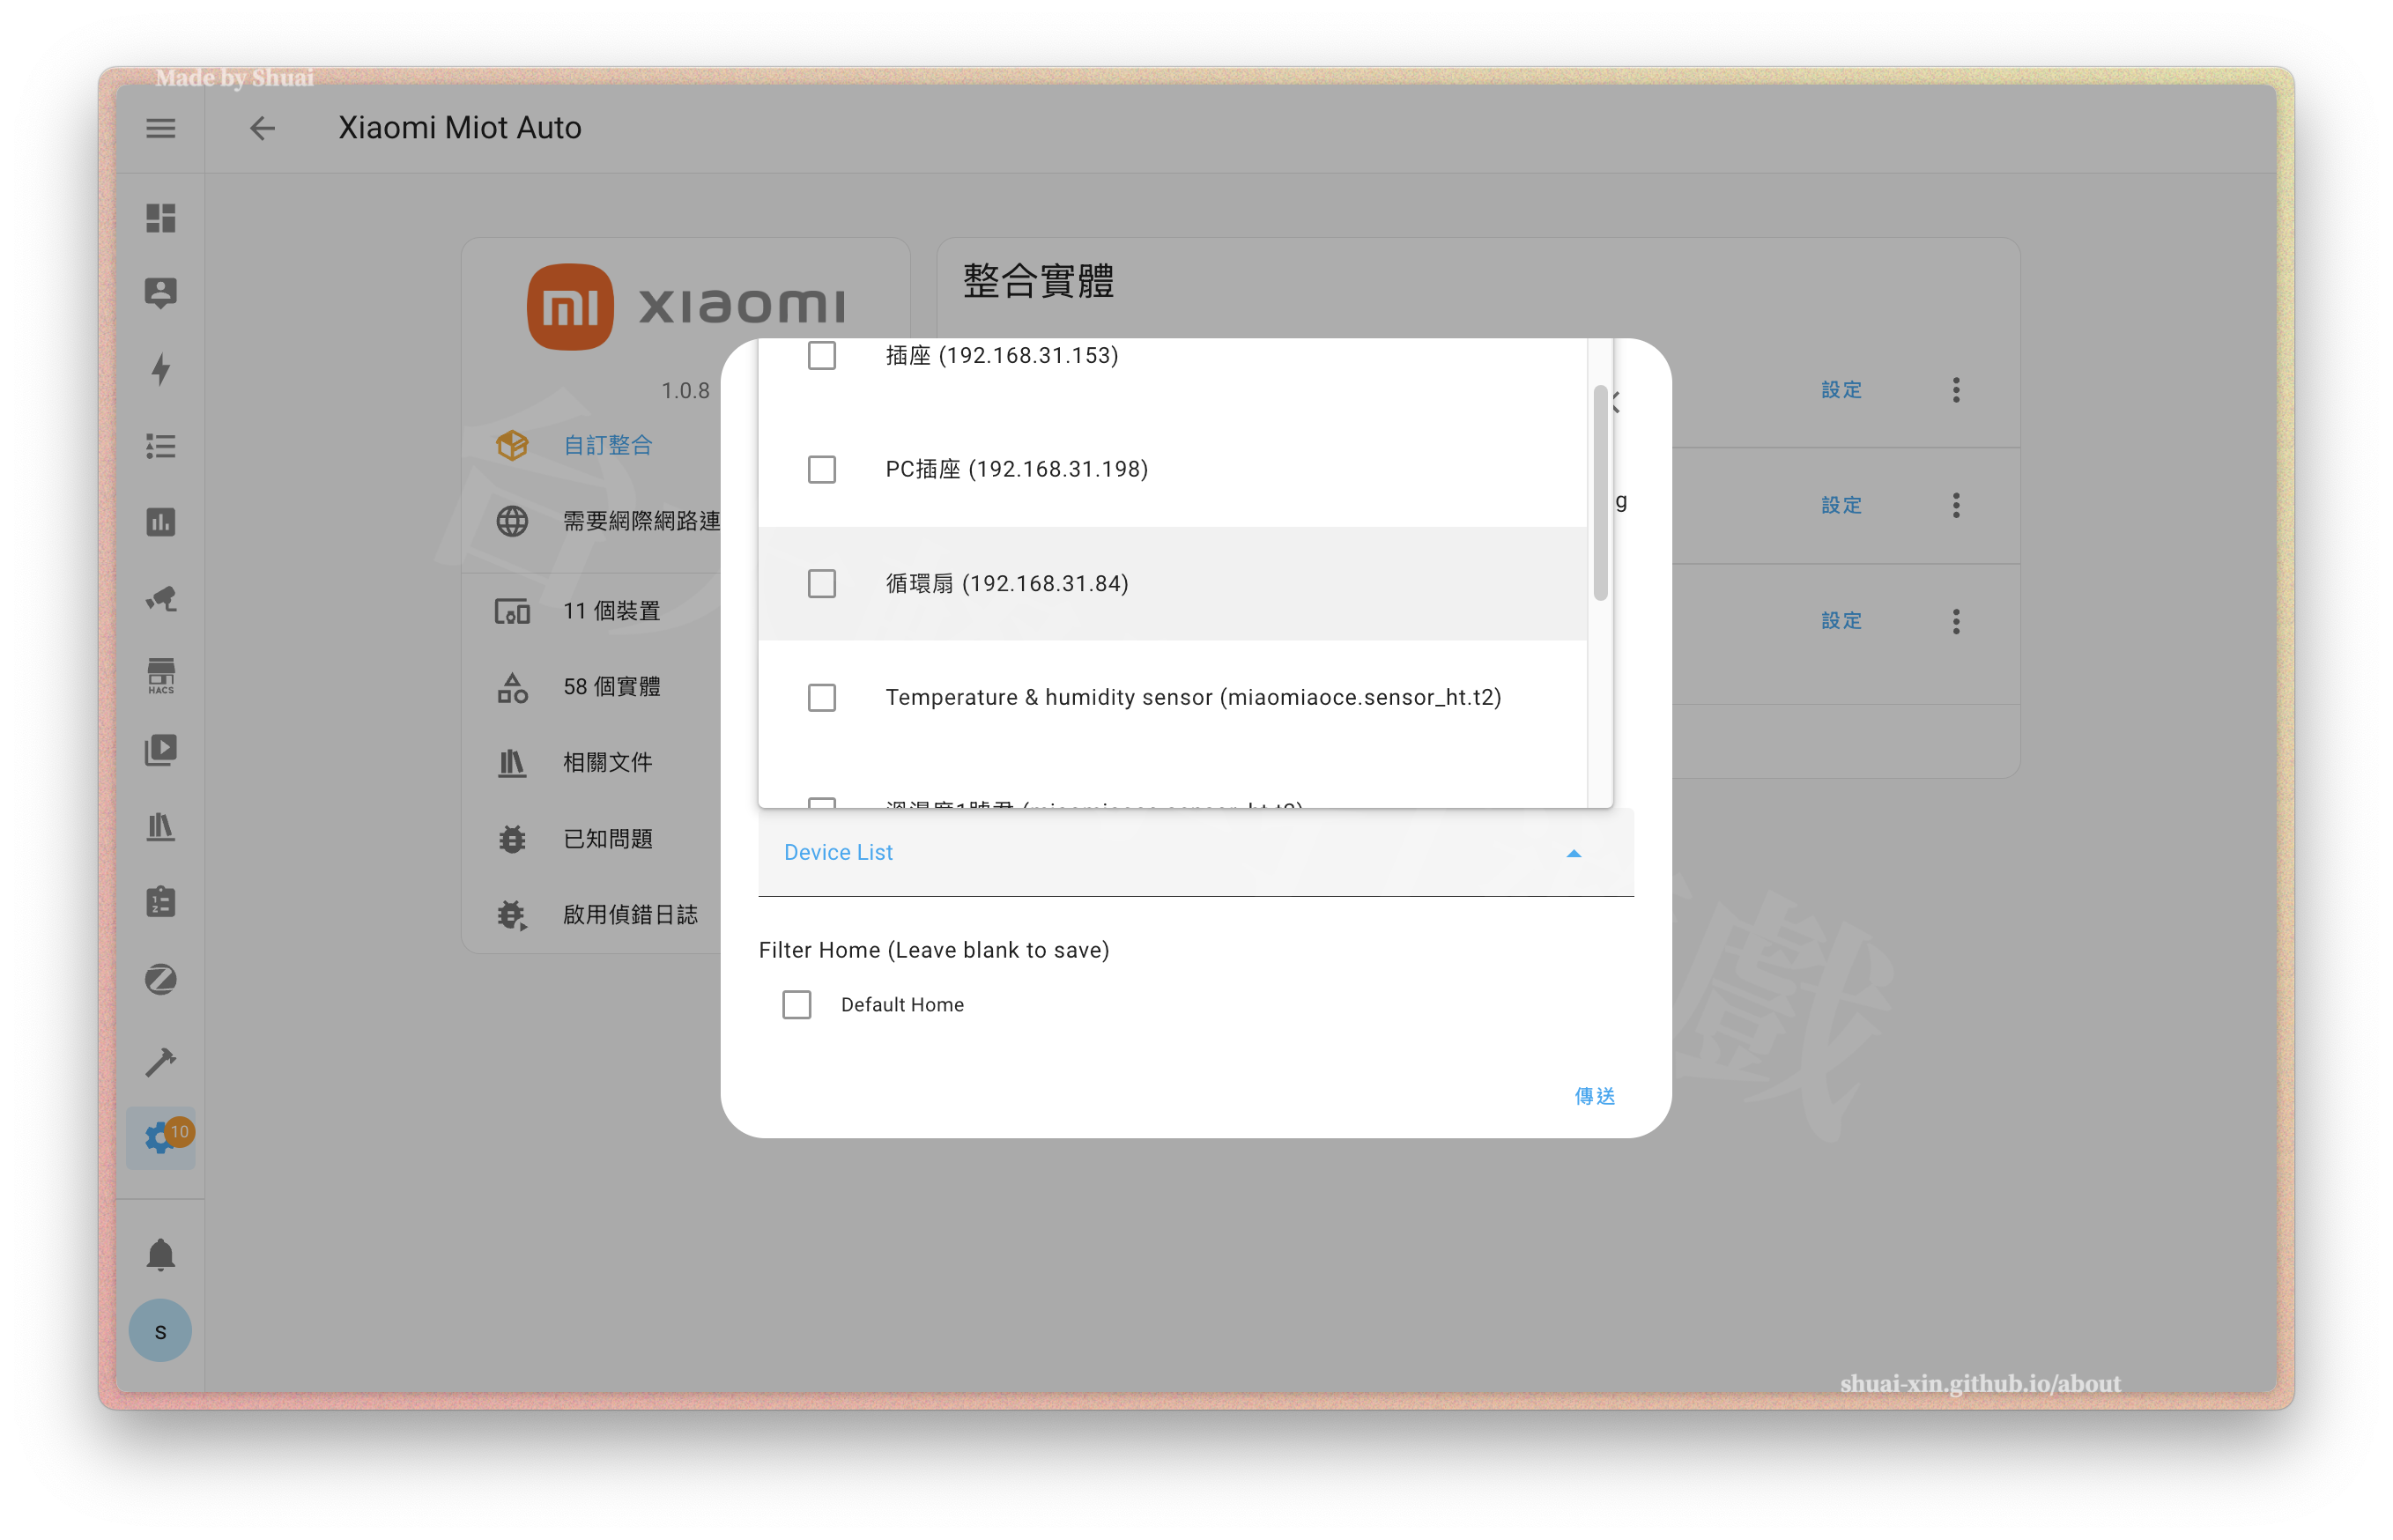 Made by Shuai
Xiaomi Miot Auto
xiaomi
整合實體
1.0.8
自訂整合
需要網際網路連
11 個裝置
58 個實體
相關文件
已知問題
啟用偵錯日誌
HACS
10
s
設定
設定
設定
插座 (192.168.31.153)
PC插座 (192.168.31.198)
g
循環扇 (192.168.31.84)
Temperature & humidity sensor (miaomiaoce.sensor_ht.t2)
Device List
Filter Home (Leave blank to save)
Default Home
傳送
shuai-xin.github.io/about